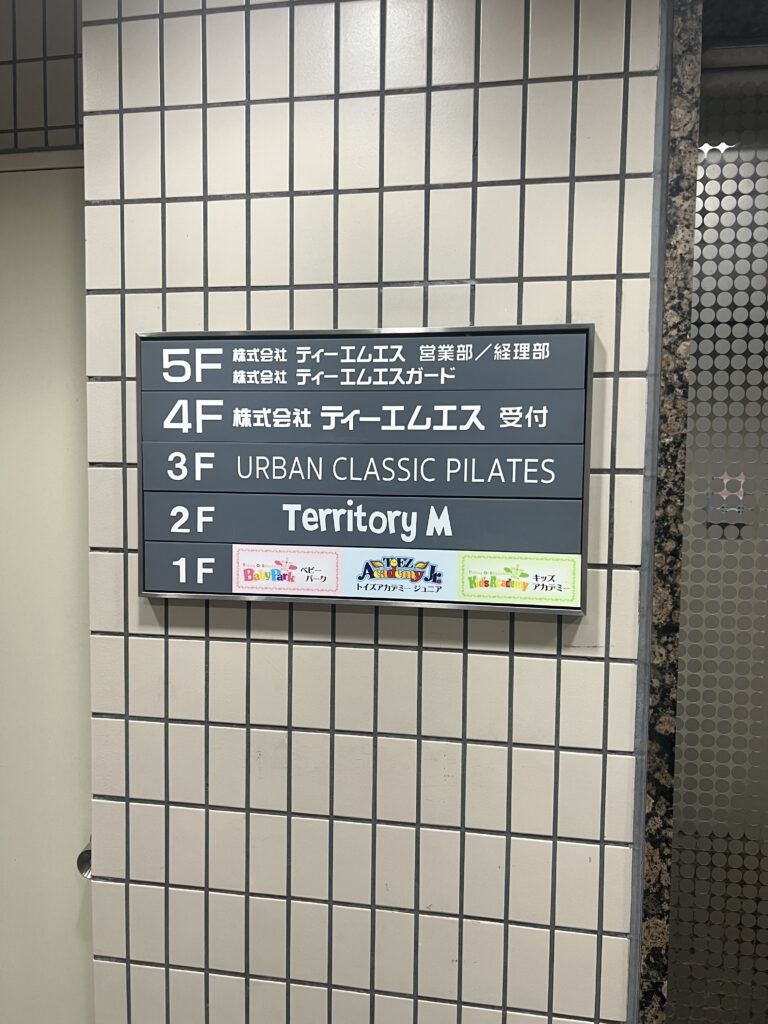 5F 株式会社 ティーエムエス 営業部／経理部
株式会社 ティーエムエスガード
4F 株式会社 ティーエムエス 受付
3F URBAN CLASSIC PILATES
2F Territory M
1F BabyPark ベビーパーク Toez Academy Jr. トイズアカデミー ジュニア Kid's Academy キッズアカデミー